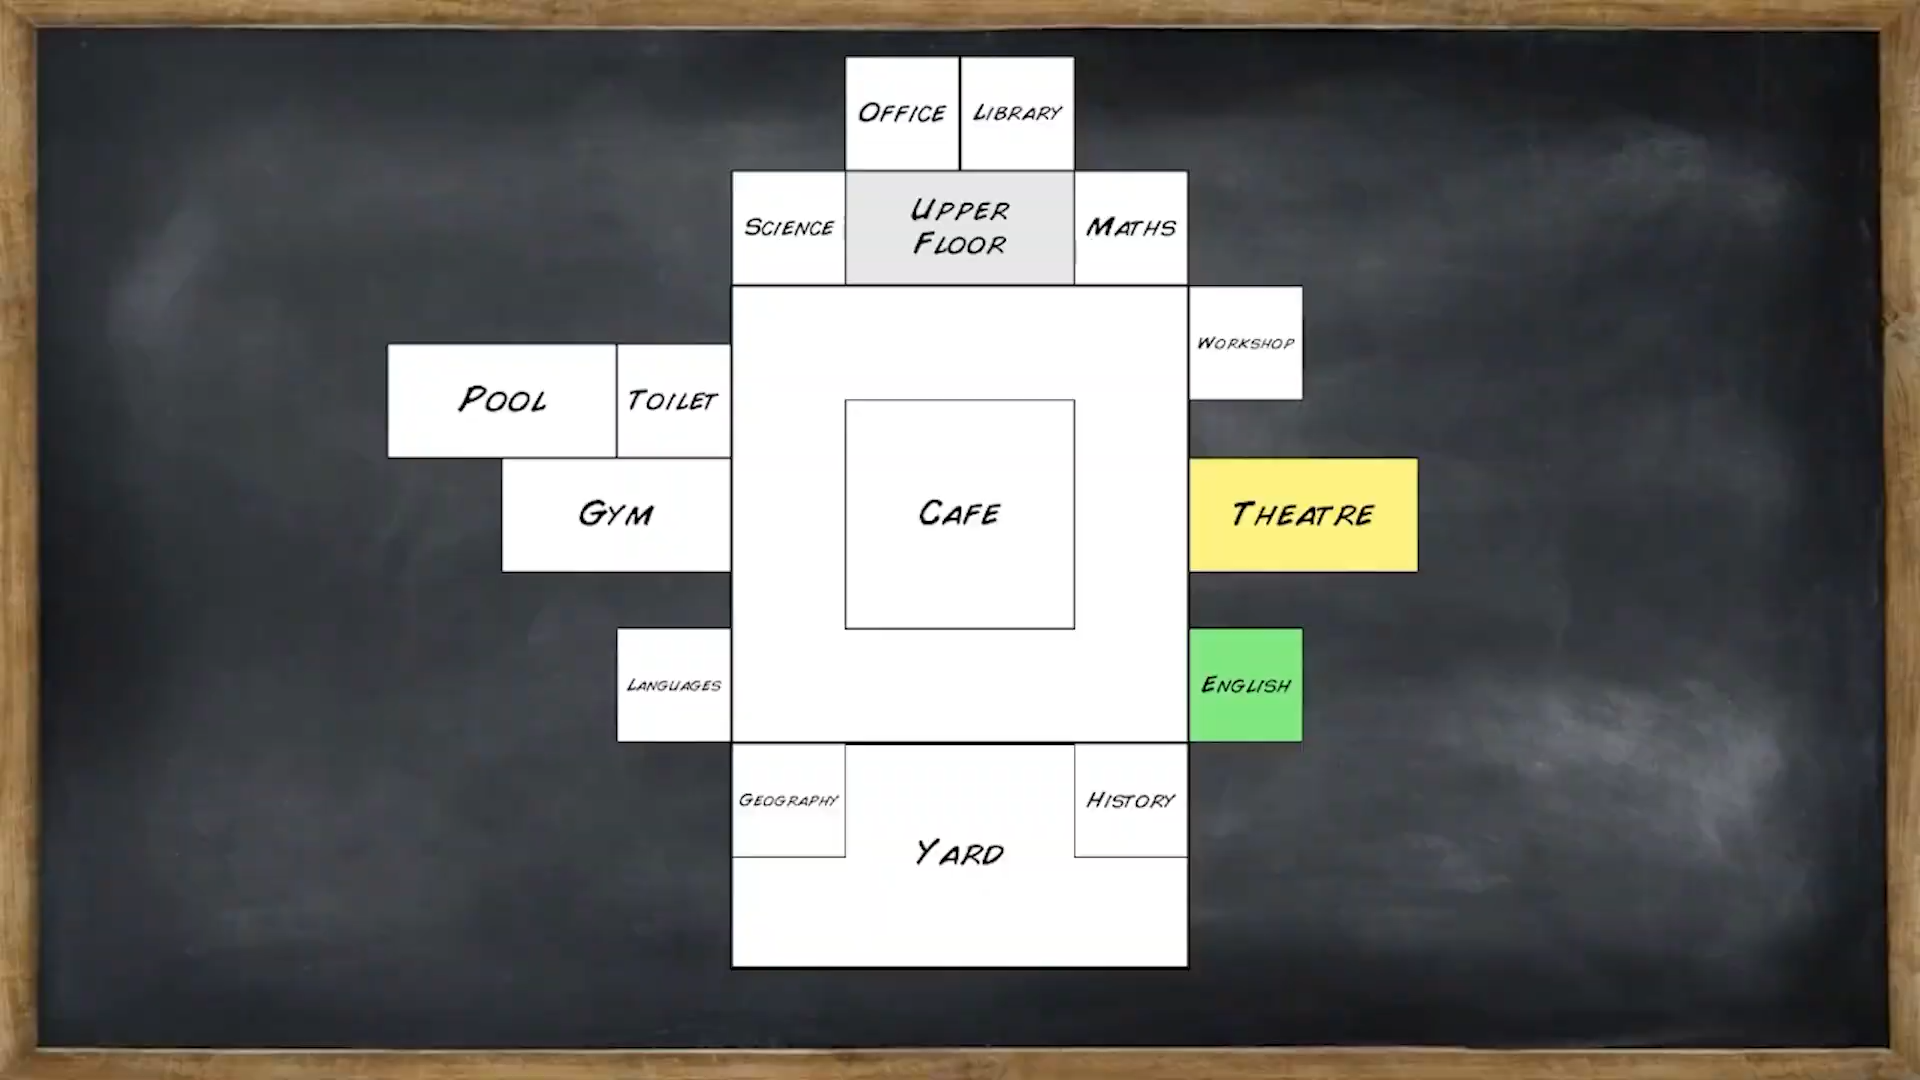 OFFICE
LIBRARY
SCIENCE
UPPER
FLOOR
MATHS
WORKSHOP
POOL
TOILET
GYM
CAFE
THEATRE
LANGUAGES
ENGLISH
GEOGRAPHY
HISTORY
YARD